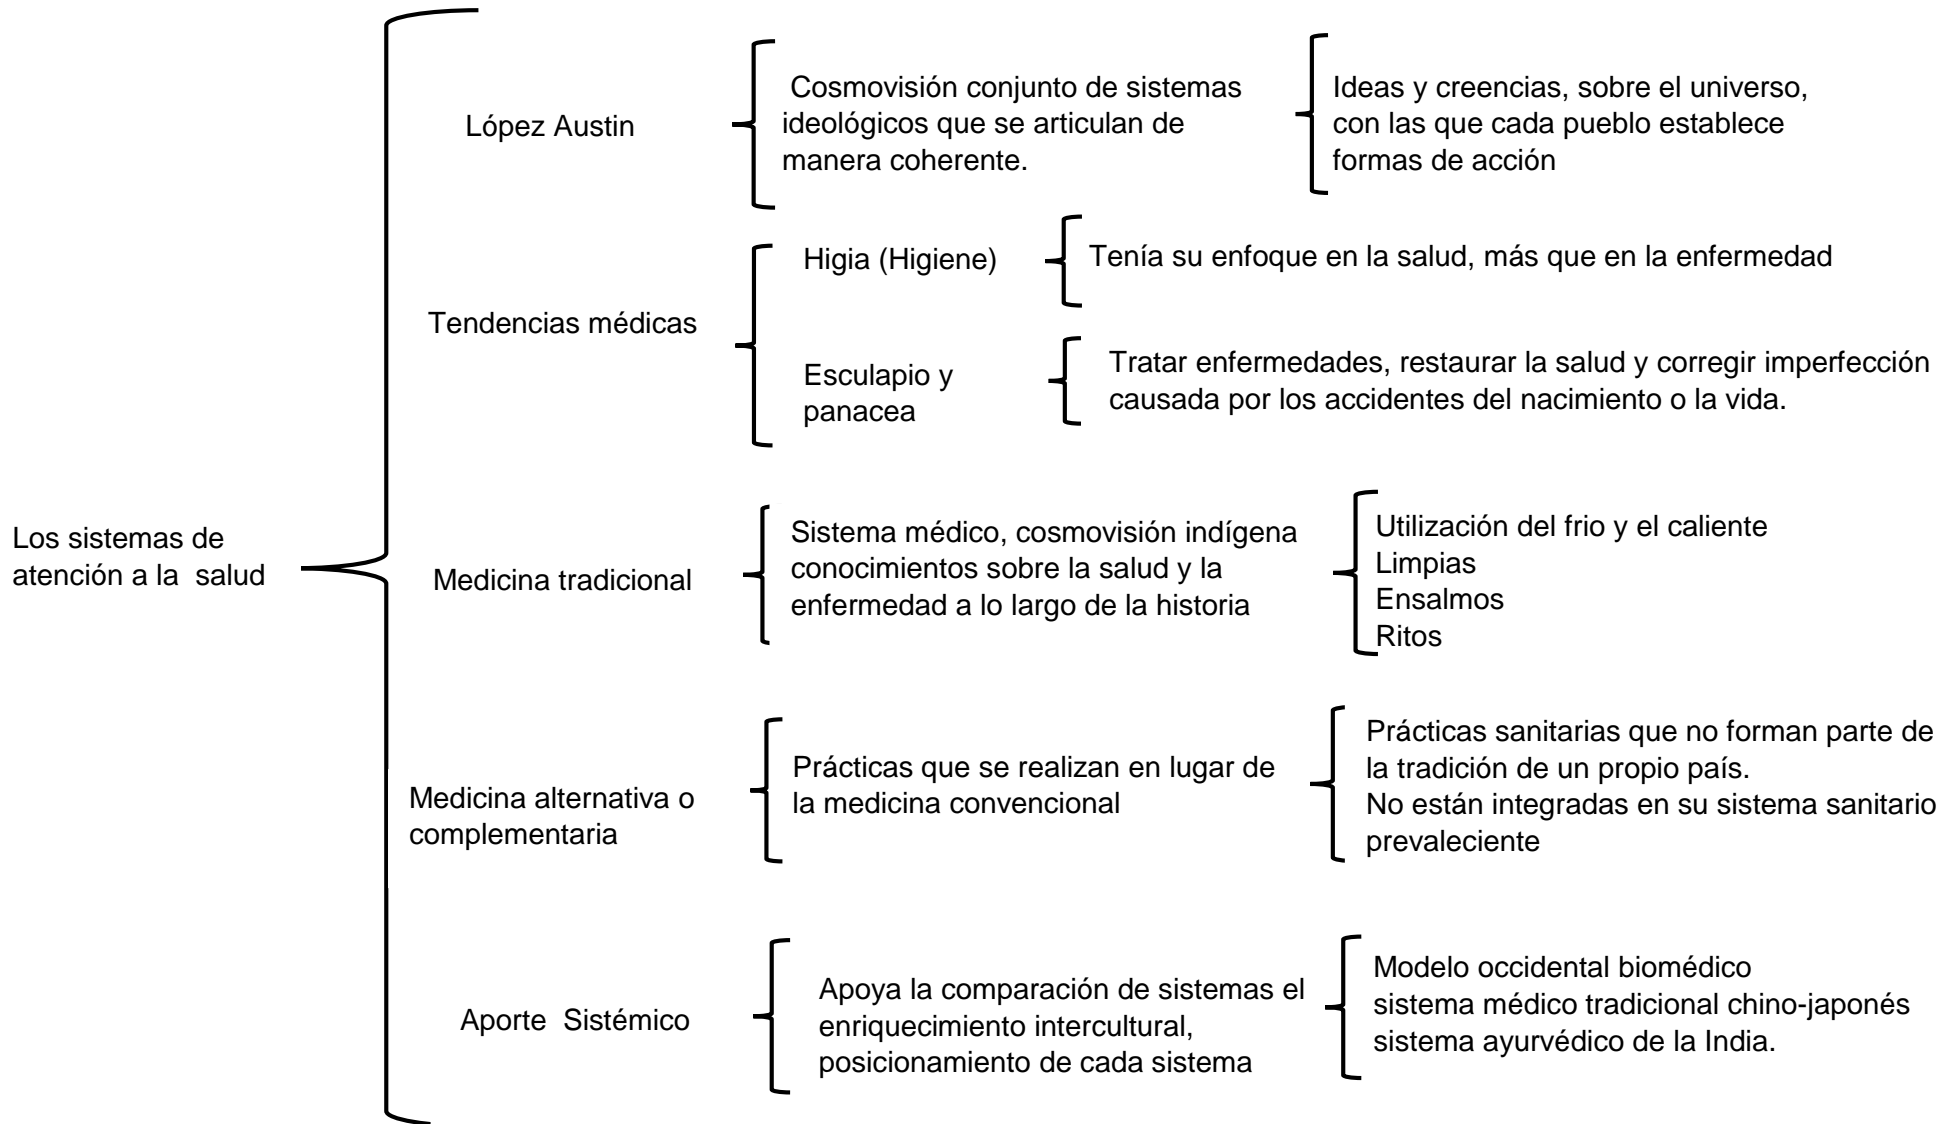 López Austin
Cosmovisión conjunto de sistemas
ideológicos que se articulan de
manera coherente.
Ideas y creencias, sobre el universo,
con las que cada pueblo establece
formas de acción
Tendencias médicas
Higia (Higiene)
Tenía su enfoque en la salud, más que en la enfermedad
Esculapio y
panacea
Tratar enfermedades, restaurar la salud y corregir imperfección
causada por los accidentes del nacimiento o la vida.
Los sistemas de
atención a la salud
Medicina tradicional
Sistema médico, cosmovisión indígena
conocimientos sobre la salud y la
enfermedad a lo largo de la historia
Utilización del frio y el caliente
Limpias
Ensalmos
Ritos
Medicina alternativa o
complementaria
Prácticas que se realizan en lugar de
la medicina convencional
Prácticas sanitarias que no forman parte de
la tradición de un propio país.
No están integradas en su sistema sanitario
prevaleciente
Aporte Sistémico
Apoya la comparación de sistemas el
enriquecimiento intercultural,
posicionamiento de cada sistema
Modelo occidental biomédico
sistema médico tradicional chino-japonés
sistema ayurvédico de la India.